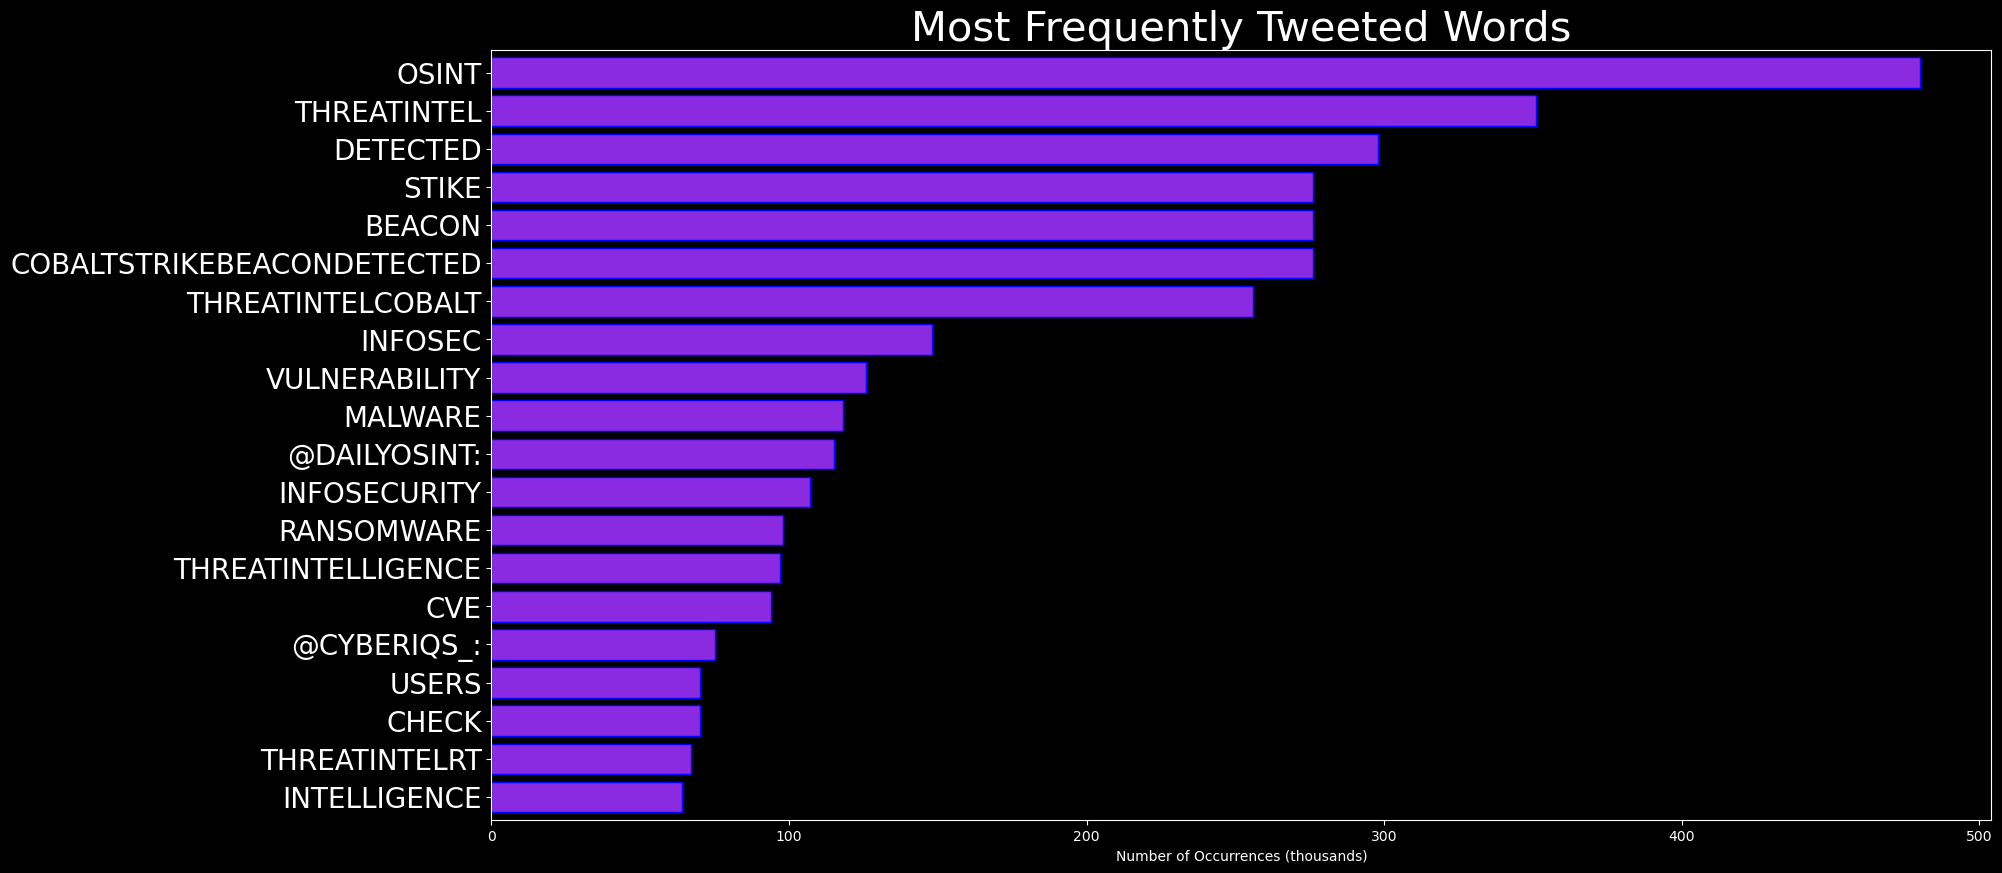 Most Frequently Tweeted Words
OSINT
THREATINTEL
DETECTED
STIKE
BEACON
COBALTSTRIKEBEACONDETECTED
THREATINTELCOBALT
INFOSEC
VULNERABILITY
MALWARE
@DAILYOSINT:
INFOSECURITY
RANSOMWARE
THREATINTELLIGENCE
CVE
@CYBERIQS_:
USERS
CHECK
THREATINTELRT
INTELLIGENCE
0 100 200 300 400 500
Number of Occurrences (thousands)